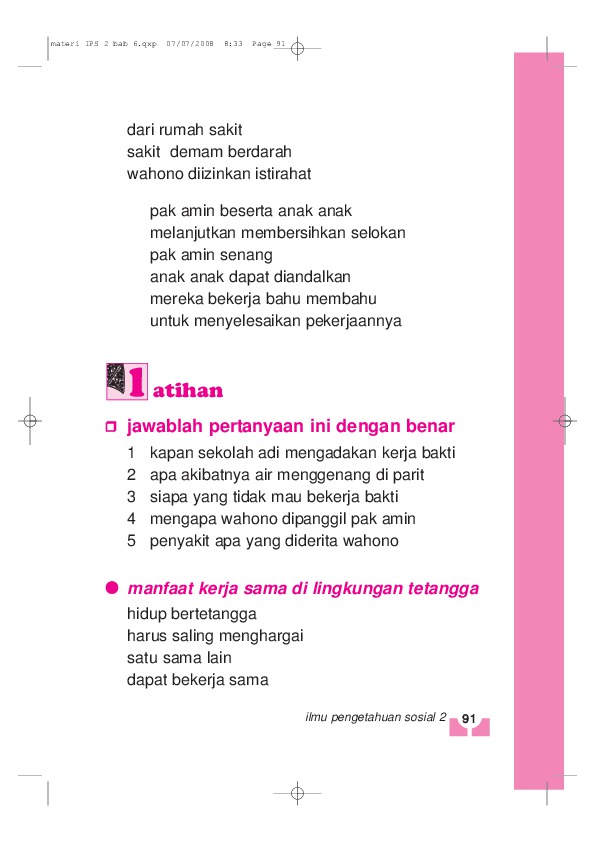 materi IPS 2 bab 6.qxp 07/07/2008 8:33 Page 91
dari rumah sakit
sakit demam berdarah
wahono diizinkan istirahat
pak amin beserta anak anak
melanjutkan membersihkan selokan
pak amin senang
anak anak dapat diandalkan
mereka bekerja bahu membahu
untuk menyelesaikan pekerjaannya
latihan
jawablah pertanyaan ini dengan benar
1 kapan sekolah adi mengadakan kerja bakti
2 apa akibatnya air menggenang di parit
3 siapa yang tidak mau bekerja bakti
4 mengapa wahono dipanggil pak amin
5 penyakit apa yang diderita wahono
manfaat kerja sama di lingkungan tetangga
hidup bertetangga
harus saling menghargai
satu sama lain
dapat bekerja sama
ilmu pengetahuan sosial 2 91